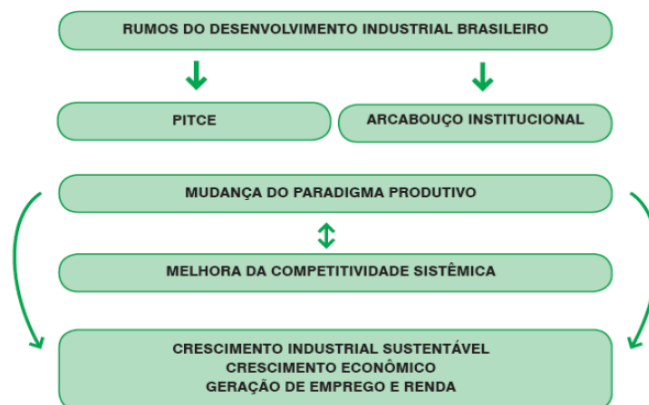 RUMOS DO DESENVOLVIMENTO INDUSTRIAL BRASILEIRO
PITCE
ARCABOUÇO INSTITUCIONAL
MUDANÇA DO PARADIGMA PRODUTIVO
MELHORA DA COMPETITIVIDADE SISTÊMICA
CRESCIMENTO INDUSTRIAL SUSTENTÁVEL
CRESCIMENTO ECONÔMICO
GERAÇÃO DE EMPREGO E RENDA